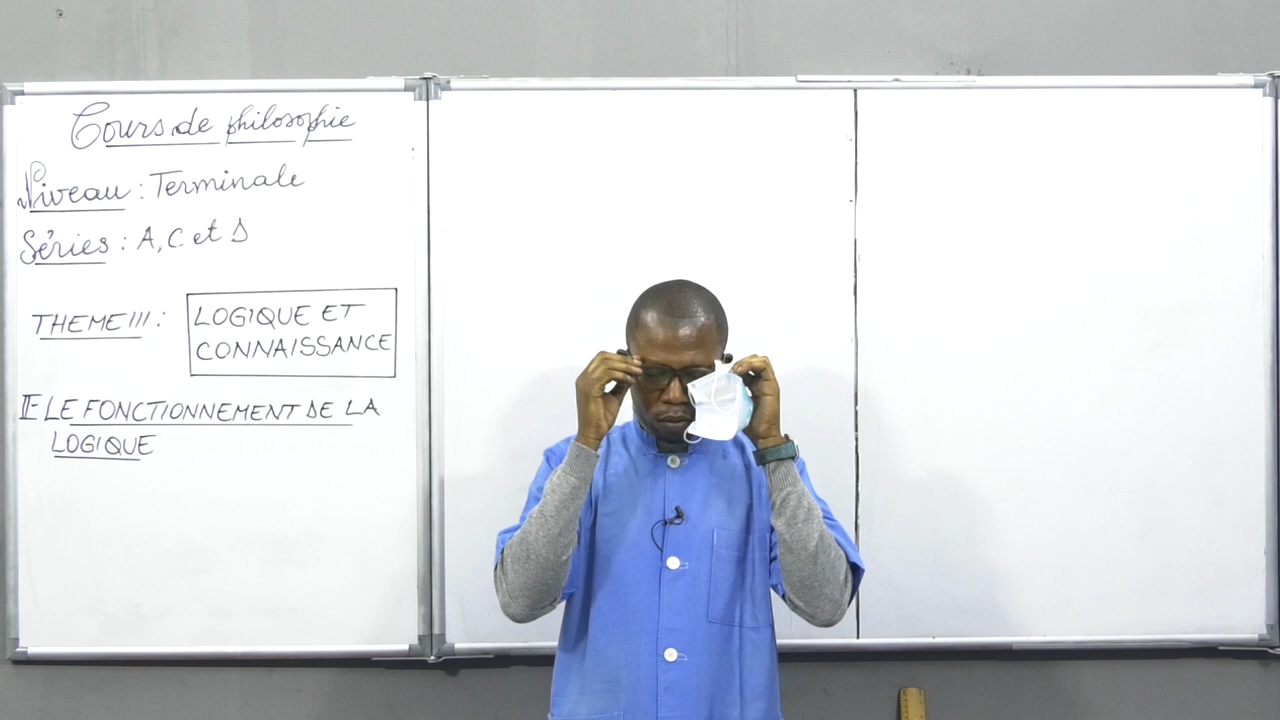 Cours de philosophie
Niveau : Terminale
Séries : A, C et D
THEME III : LOGIQUE ET
CONNAISSANCE
II- LE FONCTIONNEMENT DE LA
LOGIQUE